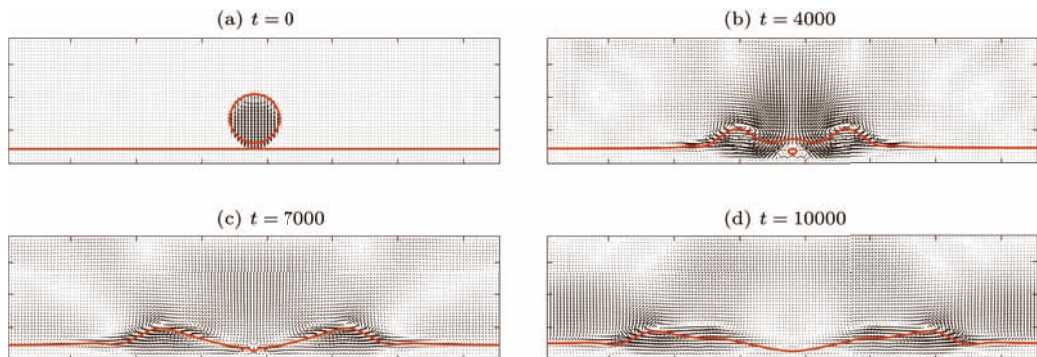 (a) t = 0
(b) t = 4000
(c) t = 7000
(d) t = 10000